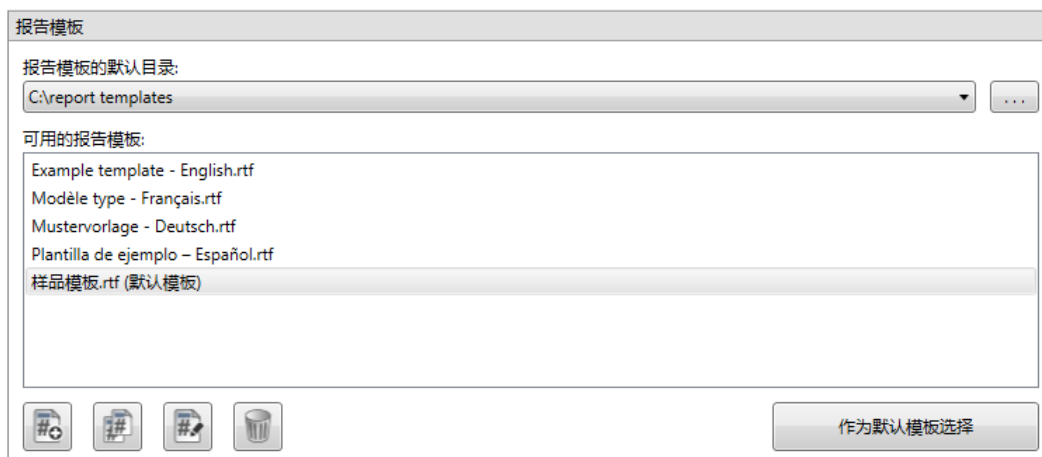 报告模板
报告模板的默认目录:
C:\report templates
...
可用的报告模板:
Example template - English.rtf
Modèle type - Français.rtf
Mustervorlage - Deutsch.rtf
Plantilla de ejemplo – Español.rtf
样品模板.rtf (默认模板)
作为默认模板选择